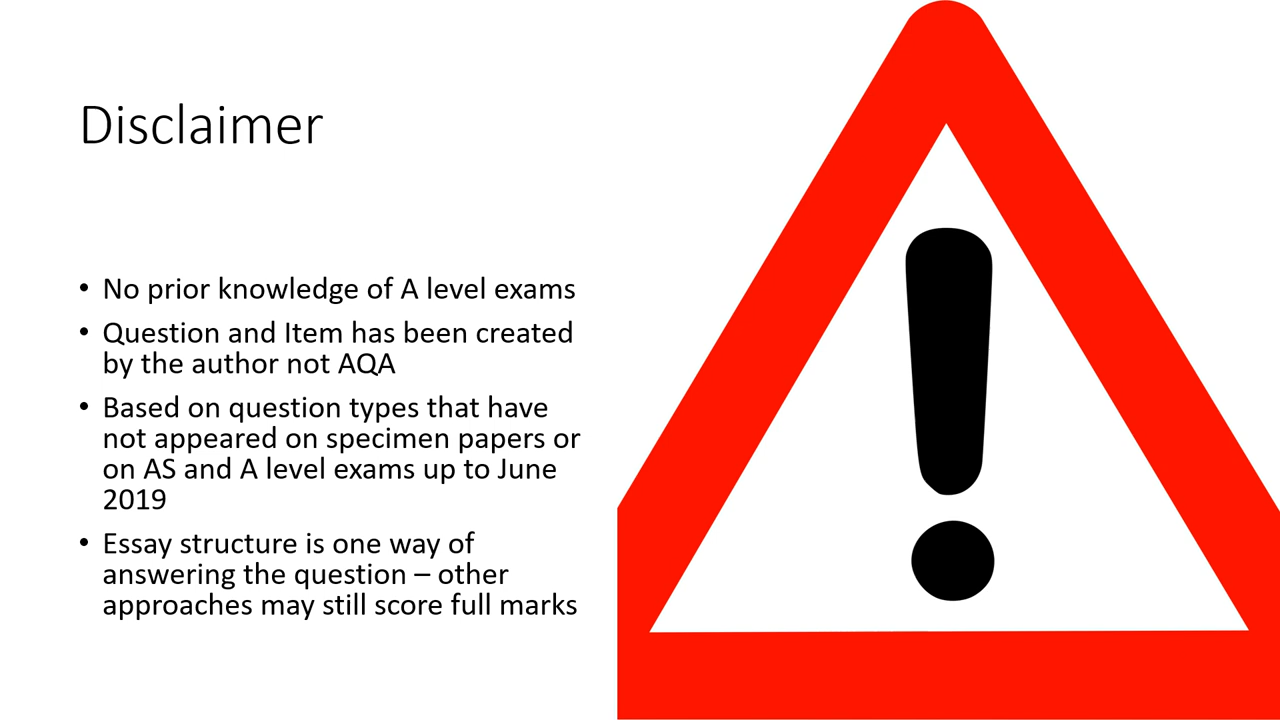 Disclaimer
• No prior knowledge of A level exams
• Question and Item has been created
by the author not AQA
• Based on question types that have
not appeared on specimen papers or
on AS and A level exams up to June
2019
• Essay structure is one way of
answering the question – other
approaches may still score full marks